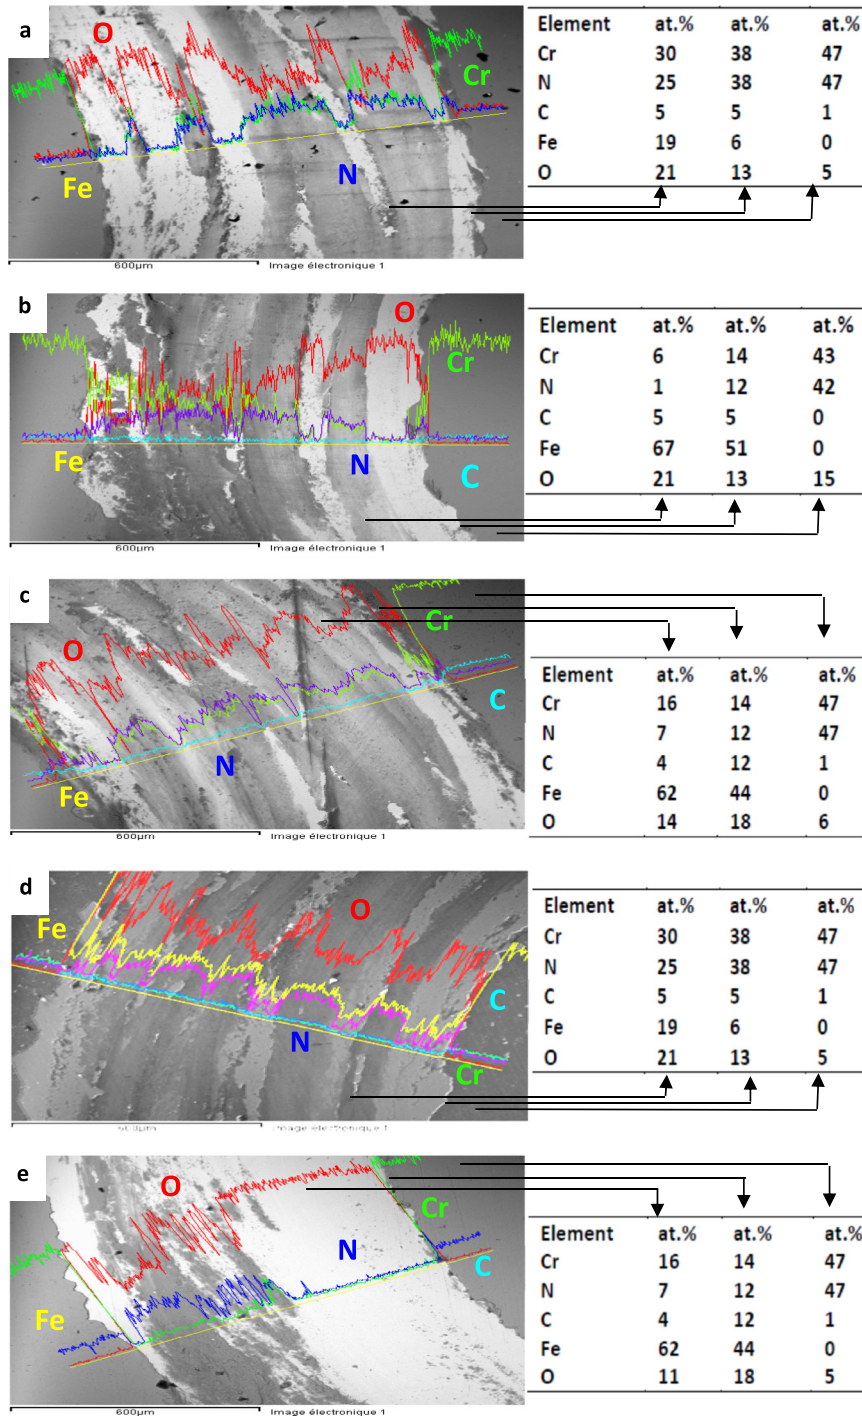 a
O
Cr
Fe
N
600µm Image électronique 1
Element at.% at.% at.%
Cr 30 38 47
N 25 38 47
C 5 5 1
Fe 19 6 0
O 21 13 5
b
O
Cr
Fe
N
C
600µm Image électronique 1
Element at.% at.% at.%
Cr 6 14 43
N 1 12 42
C 5 5 0
Fe 67 51 0
O 21 13 15
c
Cr
O
C
N
Fe
600µm Image électronique 1
Element at.% at.% at.%
Cr 16 14 47
N 7 12 47
C 4 12 1
Fe 62 44 0
O 14 18 6
d
O
Fe
C
N
Cr
600µm Image électronique 1
Element at.% at.% at.%
Cr 30 38 47
N 25 38 47
C 5 5 1
Fe 19 6 0
O 21 13 5
e
O
Cr
N
C
Fe
600µm Image électronique 1
Element at.% at.% at.%
Cr 16 14 47
N 7 12 47
C 4 12 1
Fe 62 44 0
O 11 18 5